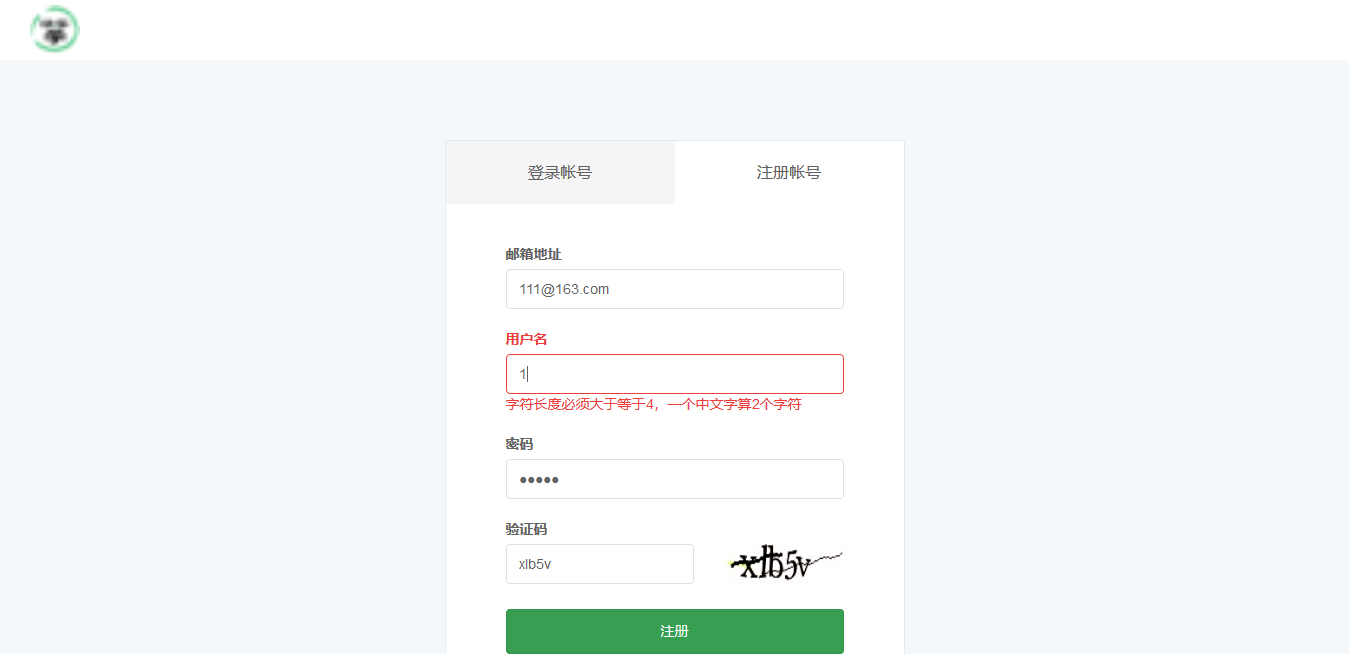 登录帐号 注册帐号
邮箱地址
111@163.com
用户名
1
字符长度必须大于等于4，一个中文字算2个字符
密码
•••••
验证码
xlb5v xlb5v
注册